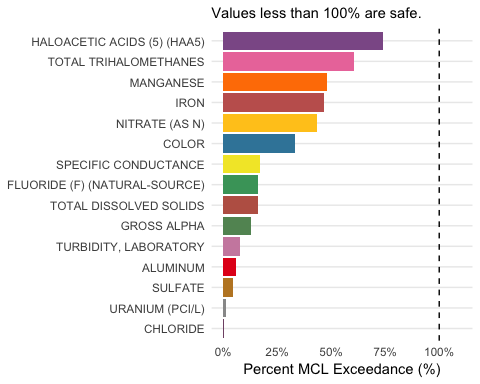 Values less than 100% are safe.
HALOACETIC ACIDS (5) (HAA5)
TOTAL TRIHALOMETHANES
MANGANESE
IRON
NITRATE (AS N)
COLOR
SPECIFIC CONDUCTANCE
FLUORIDE (F) (NATURAL-SOURCE)
TOTAL DISSOLVED SOLIDS
GROSS ALPHA
TURBIDITY, LABORATORY
ALUMINUM
SULFATE
URANIUM (PCI/L)
CHLORIDE
0% 25% 50% 75% 100%
Percent MCL Exceedance (%)